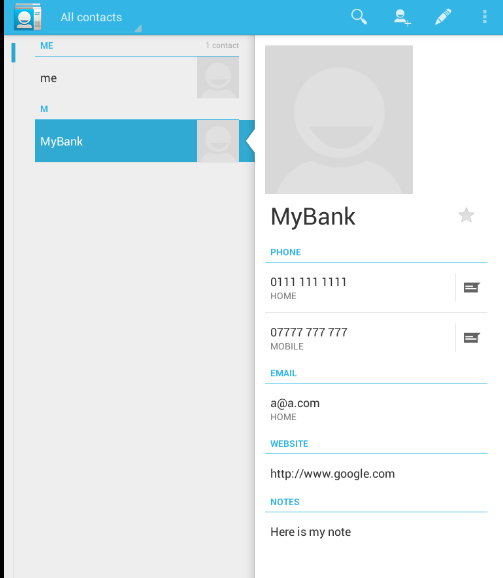 All contacts
ME
1 contact
me
M
MyBank
MyBank
PHONE
0111 111 1111
HOME
07777 777 777
MOBILE
EMAIL
a@a.com
HOME
WEBSITE
http://www.google.com
NOTES
Here is my note